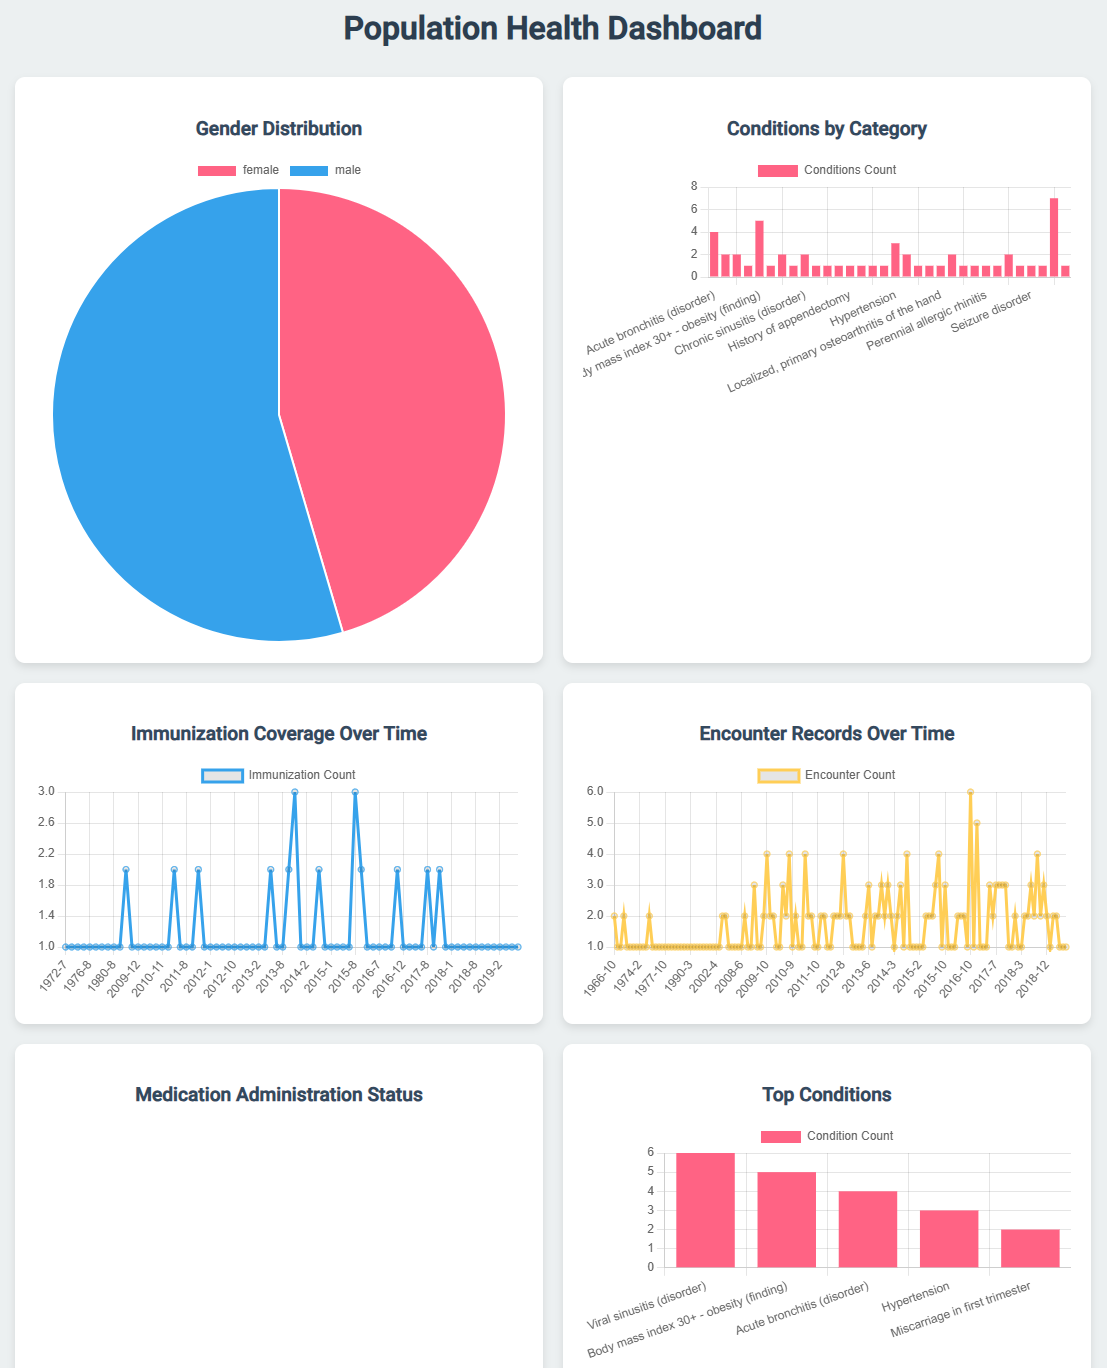 Population Health Dashboard
Gender Distribution
female male
Conditions by Category
Conditions Count
8
6
4
2
0
Acute bronchitis (disorder)
dy mass index 30+ - obesity (finding)
Chronic sinusitis (disorder)
History of appendectomy
Hypertension
Localized, primary osteoarthritis of the hand
Perennial allergic rhinitis
Seizure disorder
Immunization Coverage Over Time
Immunization Count
3.0
2.6
2.2
1.8
1.4
1.0
1972-7
1976-8
1980-8
2009-12
2010-11
2011-8
2012-1
2012-10
2013-2
2013-8
2014-2
2015-1
2015-8
2016-7
2016-12
2017-8
2018-1
2018-8
2019-2
Encounter Records Over Time
Encounter Count
6.0
5.0
4.0
3.0
2.0
1.0
1966-10
1974-2
1977-10
1990-3
2002-4
2008-6
2009-10
2010-9
2011-10
2012-8
2013-6
2014-3
2015-2
2015-10
2016-10
2017-7
2018-3
2018-12
Medication Administration Status
Top Conditions
Condition Count
6
5
4
3
2
1
0
Viral sinusitis (disorder)
Body mass index 30+ - obesity (finding)
Acute bronchitis (disorder)
Hypertension
Miscarriage in first trimester